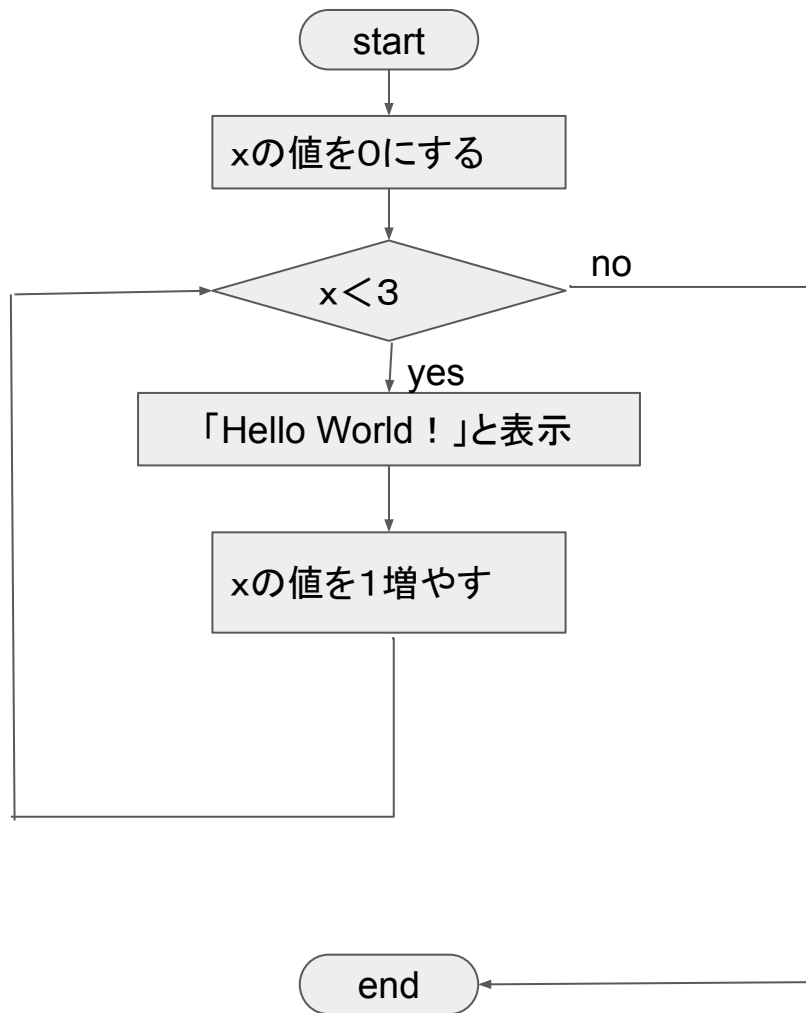 start
xの値を0にする
x＜3
no
yes
「Hello World！」と表示
xの値を1増やす
end